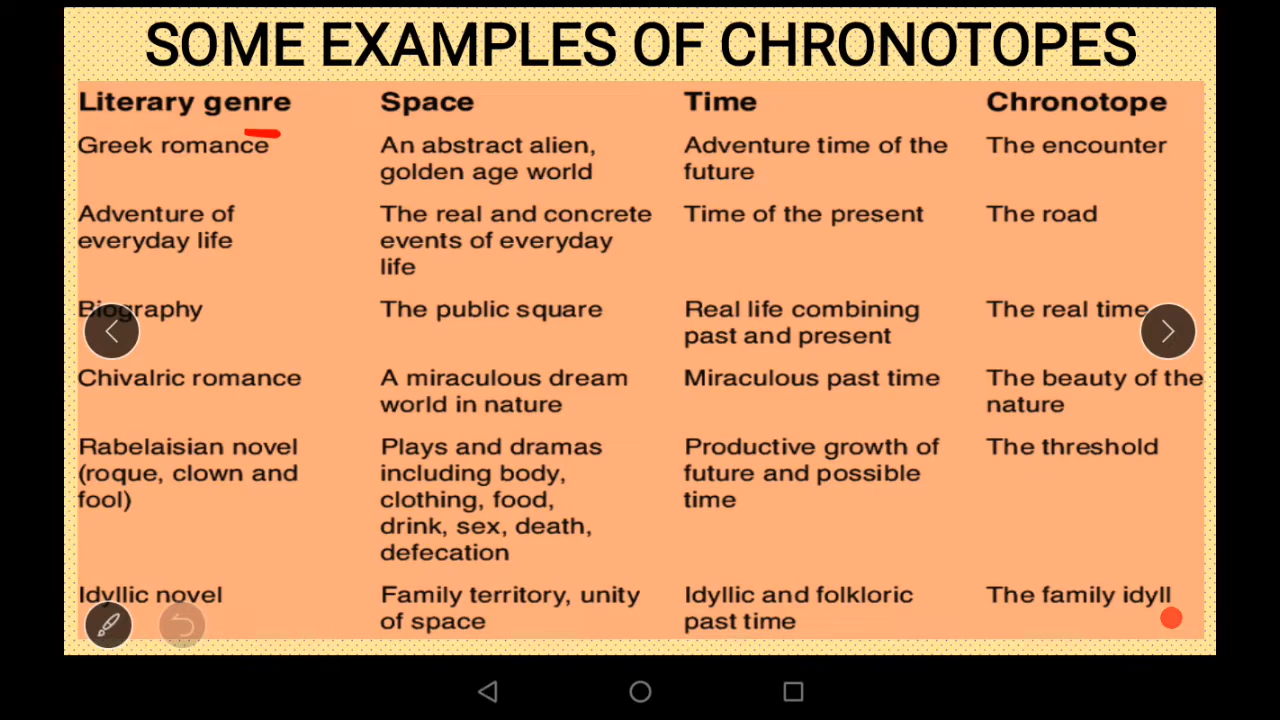 SOME EXAMPLES OF CHRONOTOPES
Literary genre Space Time Chronotope
Greek romance An abstract alien, Adventure time of the The encounter
golden age world future
Adventure of The real and concrete Time of the present The road
everyday life events of everyday
life
Biography The public square Real life combining The real time
past and present
Chivalric romance A miraculous dream Miraculous past time The beauty of the
world in nature nature
Rabelaisian novel Plays and dramas Productive growth of The threshold
(roque, clown and including body, future and possible
fool) clothing, food, time
drink, sex, death,
defecation
Idyllic novel Family territory, unity Idyllic and folkloric The family idyll
of space past time